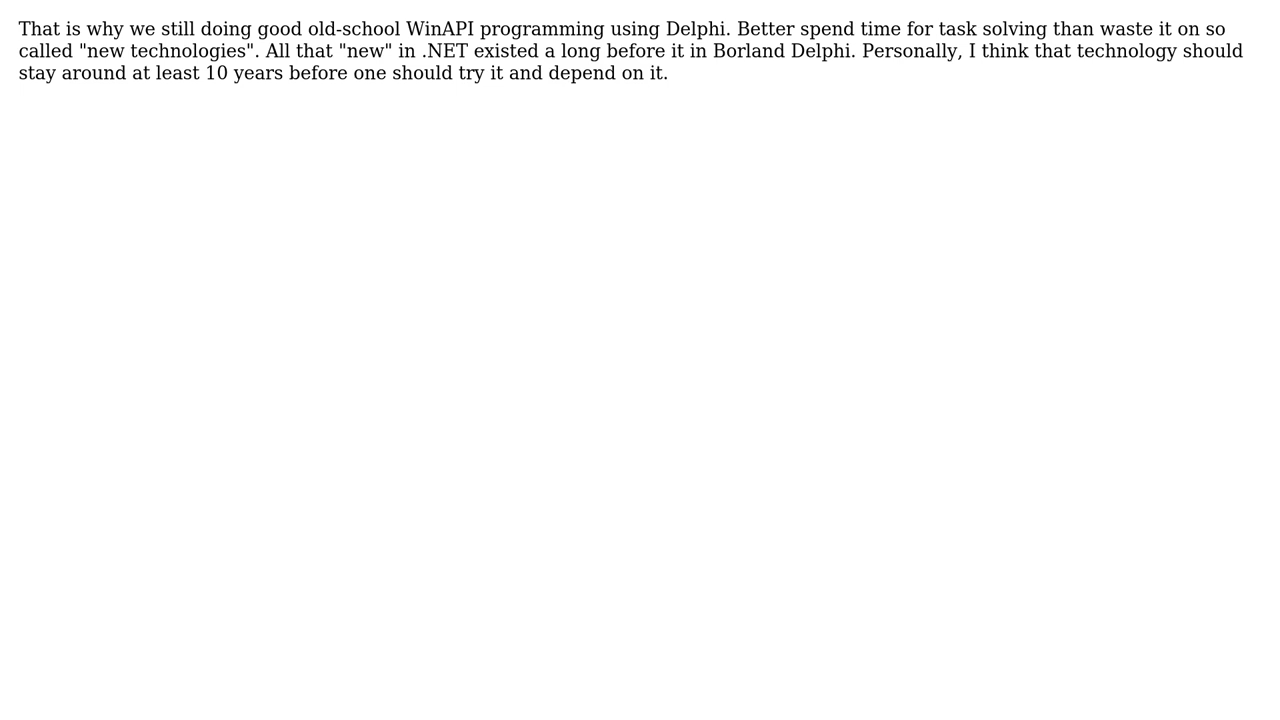 That is why we still doing good old-school WinAPI programming using Delphi. Better spend time for task solving than waste it on so
called "new technologies". All that "new" in .NET existed a long before it in Borland Delphi. Personally, I think that technology should
stay around at least 10 years before one should try it and depend on it.